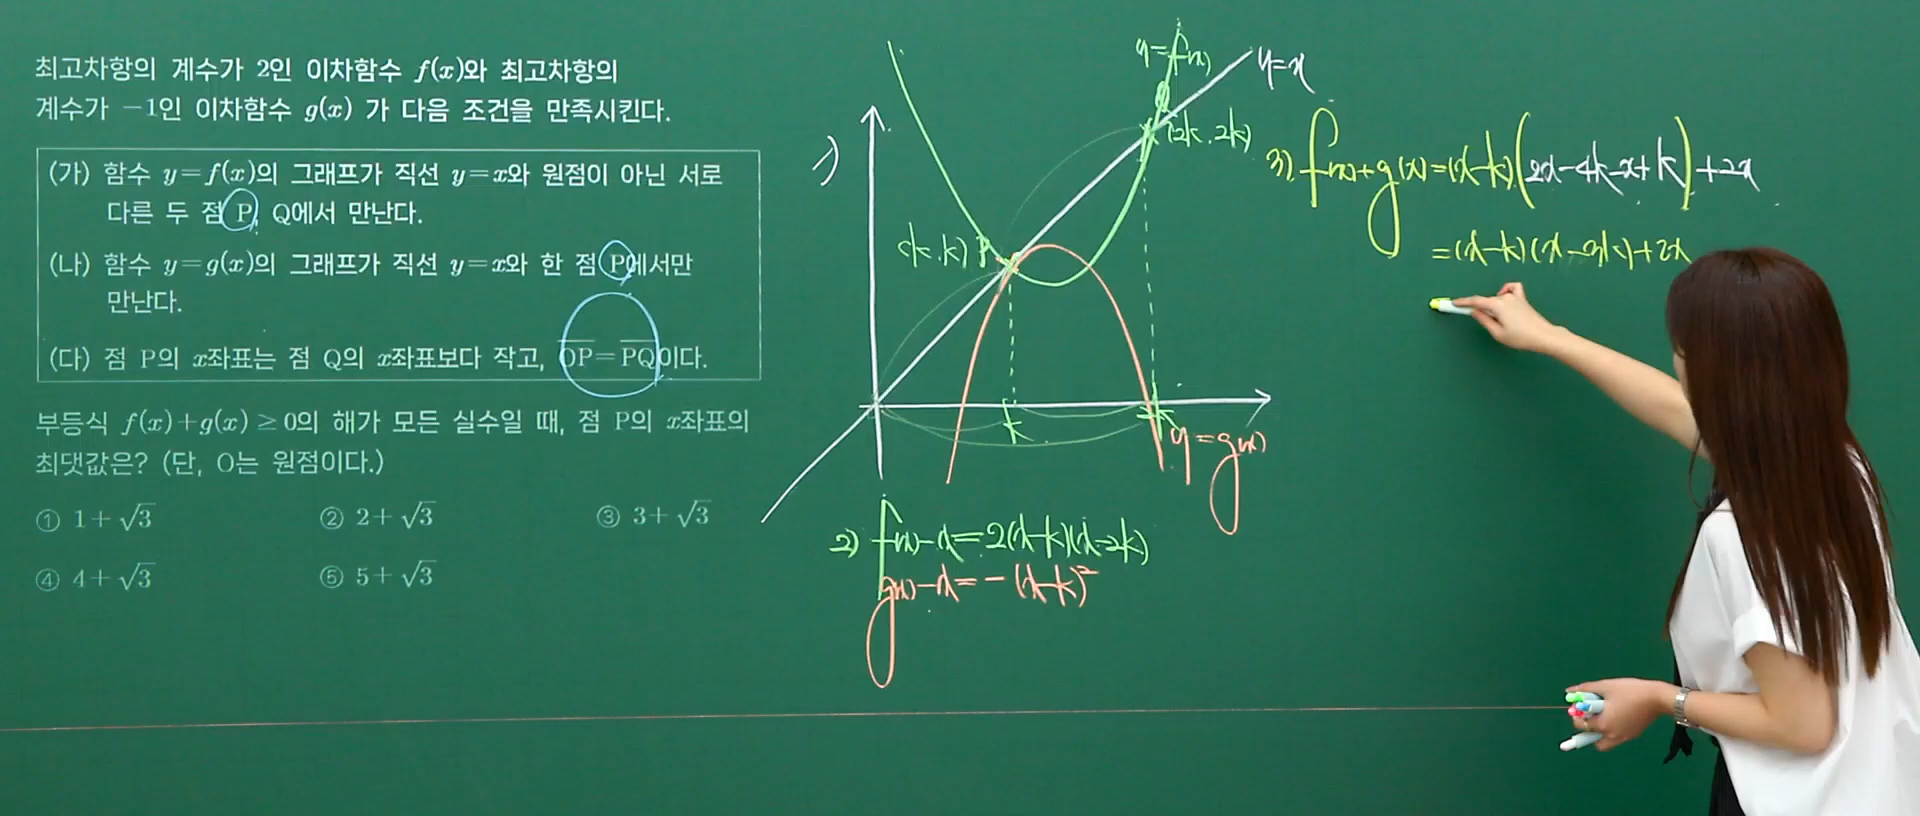 최고차항의 계수가 2인 이차함수 f(x)와 최고차항의
계수가 −1인 이차함수 g(x) 가 다음 조건을 만족시킨다.
(가) 함수 y=f(x)의 그래프가 직선 y=x와 원점이 아닌 서로
다른 두 점 P, Q에서 만난다.
(나) 함수 y=g(x)의 그래프가 직선 y=x와 한 점 P에서만
만난다.
(다) 점 P의 x좌표는 점 Q의 x좌표보다 작고, OP=PQ이다.
부등식 f(x)+g(x)≥0의 해가 모든 실수일 때, 점 P의 x좌표의
최댓값은? (단, O는 원점이다.)
① 1+√3 ② 2+√3 ③ 3+√3
④ 4+√3 ⑤ 5+√3
1)
y=f(x)
y=x
Q
(2k, 2k)
(k, k) P
k
2k
y=g(x)
2) f(x)-x=2(x-k)(x-2k)
g(x)-x=-(x-k)²
3) f(x)+g(x)=(x-k)(2x-4k-x+k)+2x
=(x-k)(x-3k)+2x